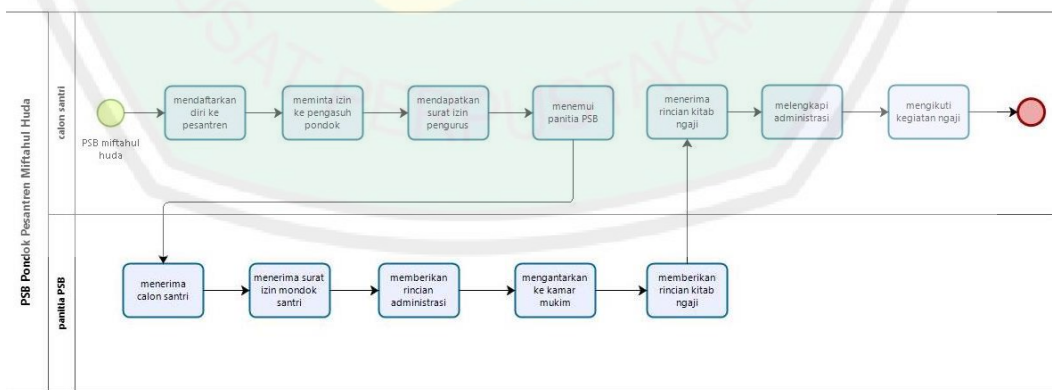 PSB Pondok Pesantren Miftahul Huda
calon santri
PSB miftahul
huda
mendaftarkan
diri ke
pesantren
meminta izin
ke pengasuh
pondok
mendapatkan
surat izin
pengurus
menemui
panitia PSB
menerima
rincian kitab
ngaji
melengkapi
administrasi
mengikuti
kegiatan ngaji
panitia PSB
menerima
calon santri
menerima surat
izin mondok
santri
memberikan
rincian
administrasi
mengantarkan
ke kamar
mukim
memberikan
rincian kitab
ngaji